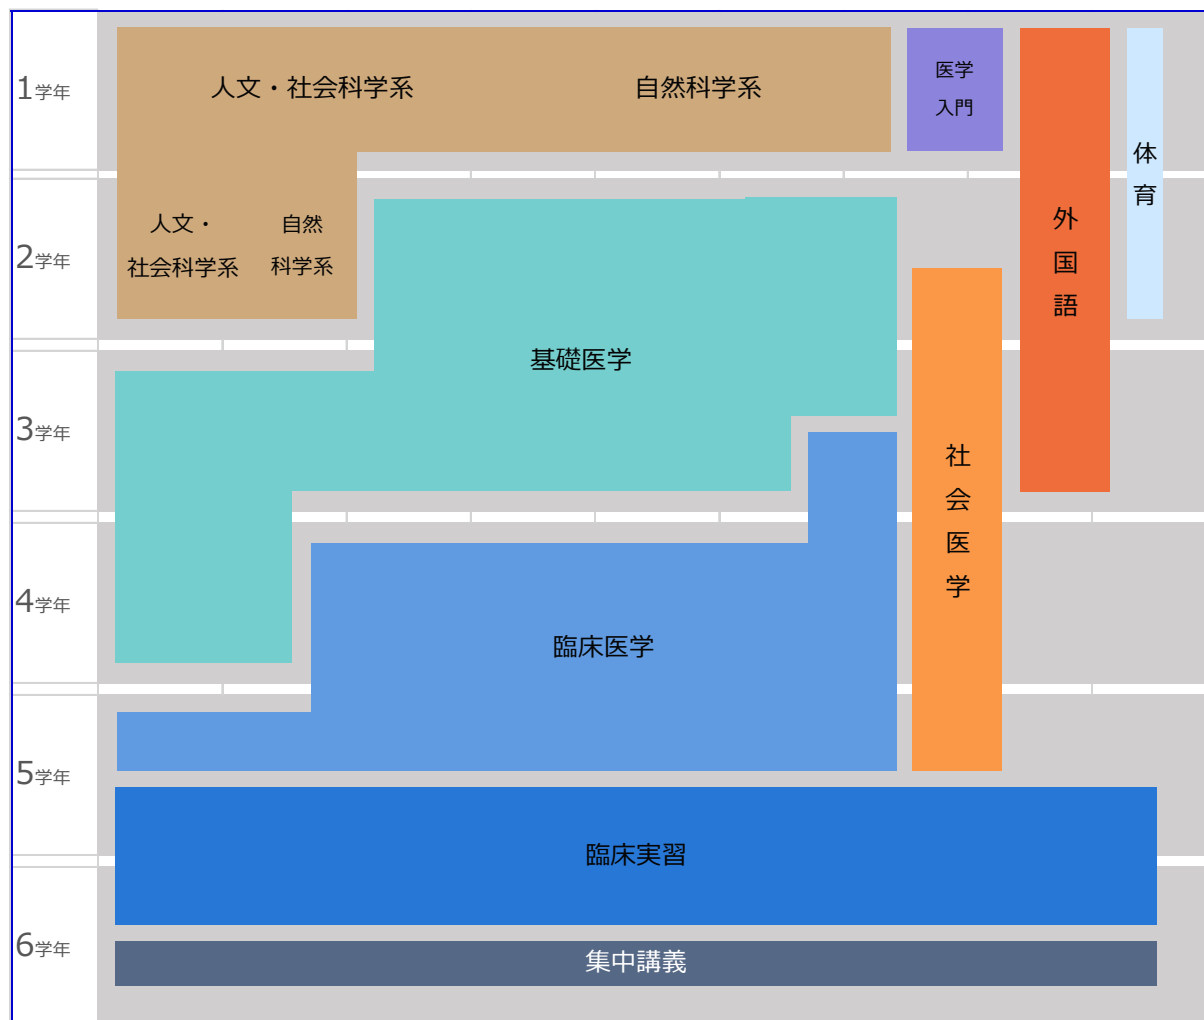 1学年
人文・社会科学系
自然科学系
医学
入門
外国語
体育
2学年
人文・
社会科学系
自然
科学系
基礎医学
3学年
社会医学
4学年
臨床医学
5学年
臨床実習
6学年
集中講義